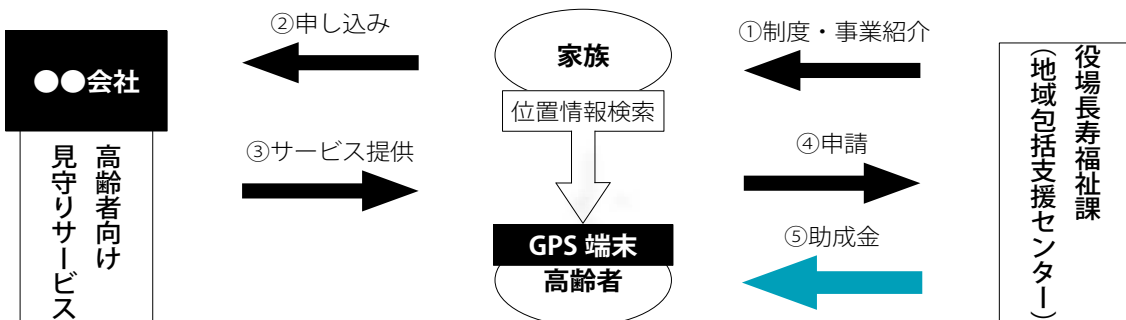 ②申し込み
家族
①制度・事業紹介
●●会社
位置情報検索
役場長寿福祉課
（地域包括支援センター）
高齢者向け
見守りサービス
③サービス提供
④申請
GPS 端末
高齢者
⑤助成金